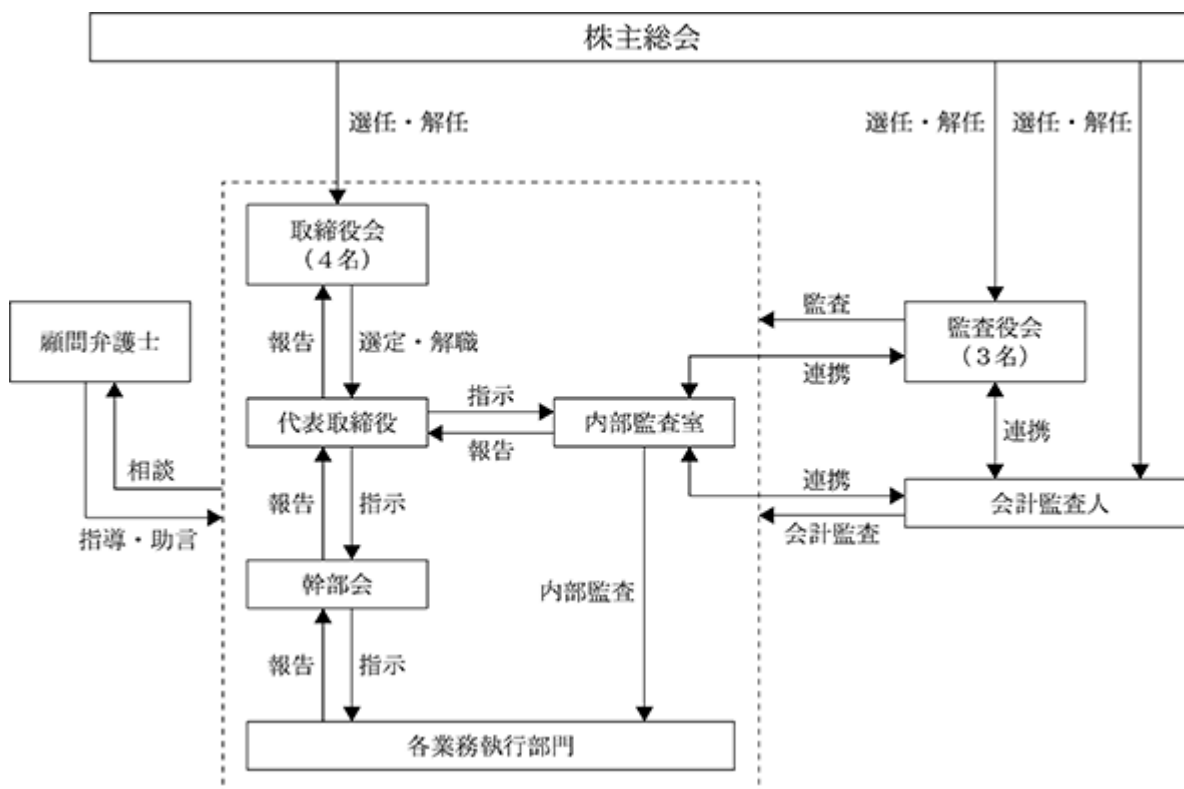 株主総会
選任・解任
選任・解任
選任・解任
取締役会
(4名)
顧問弁護士
報告
選定・解職
監査
監査役会
(3名)
連携
代表取締役
指示
報告
内部監査室
連携
相談
指導・助言
報告
指示
連携
会計監査
会計監査人
幹部会
内部監査
報告
指示
各業務執行部門